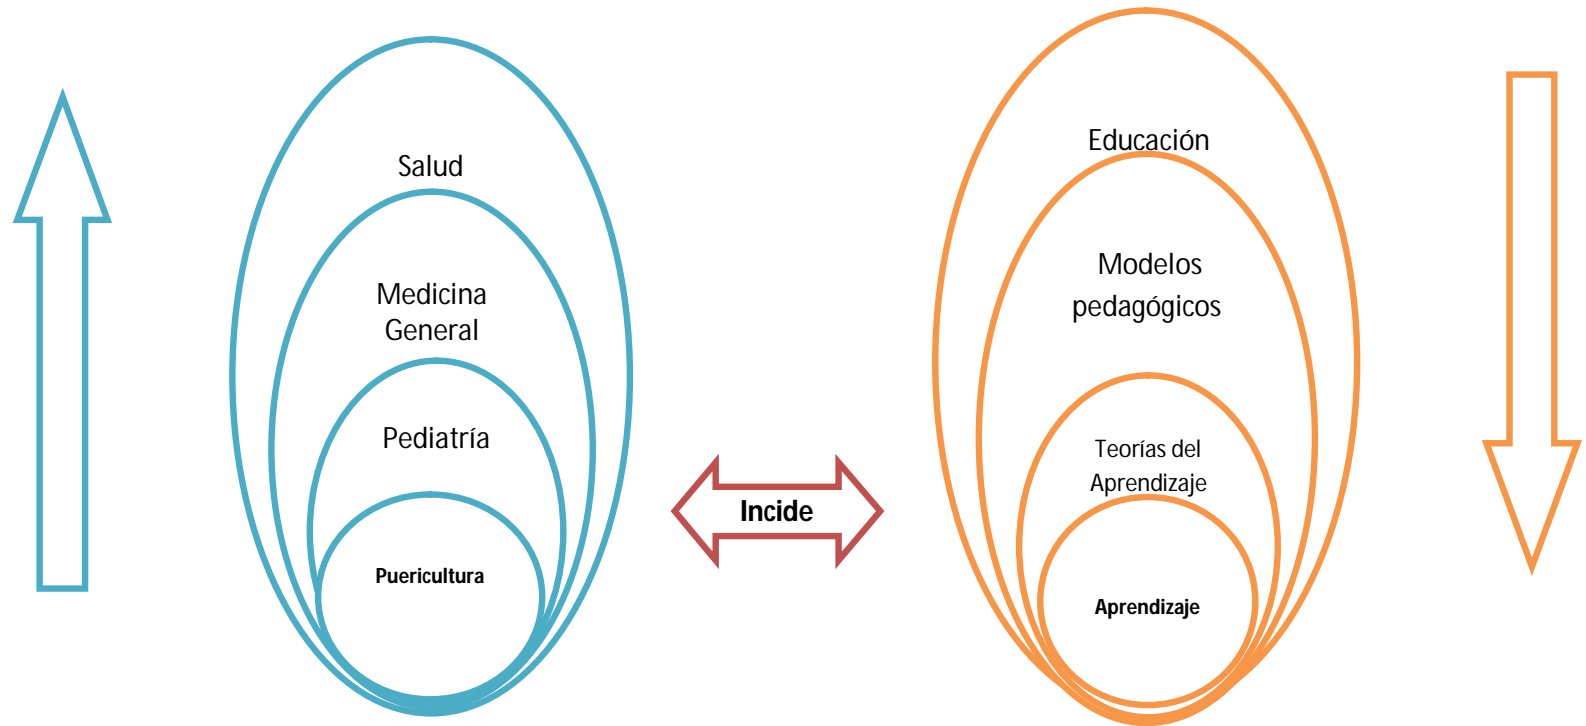 Salud
Medicina
General
Pediatría
Puericultura
Incide
Educación
Modelos
pedagógicos
Teorías del
Aprendizaje
Aprendizaje